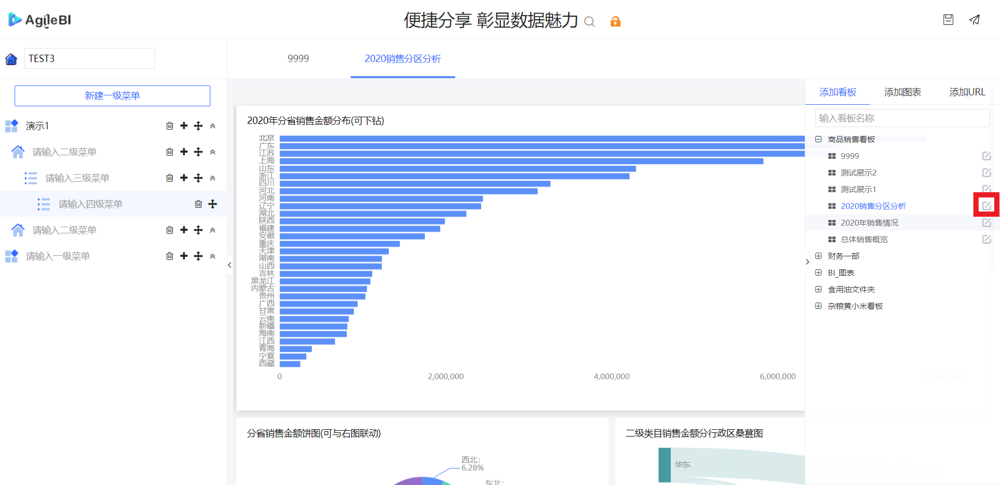 AgileBI
便捷分享 彰显数据魅力
TEST3
9999
2020销售分区分析
新建一级菜单
演示1
请输入二级菜单
请输入三级菜单
请输入四级菜单
请输入二级菜单
请输入一级菜单
2020年分省销售金额分布(可下钻)
北京
广东
江苏
上海
山东
浙江
四川
河北
河南
辽宁
湖北
陕西
福建
安徽
重庆
天津
湖南
山西
吉林
黑龙江
内蒙古
贵州
广西
甘肃
云南
新疆
海南
江西
青海
宁夏
西藏
0
2,000,000
4,000,000
6,000,000
8,000,000
分省销售金额饼图(可与右图联动)
西北:
6.28%
东北:
二级类目销售金额分行政区桑葚图
华东
添加看板
添加图表
添加URL
输入看板名称
商品销售看板
9999
测试展示2
测试展示1
2020销售分区分析
2020年销售情况
总体销售概览
财务一部
BI_图表
食用油文件夹
杂粮黄小米看板